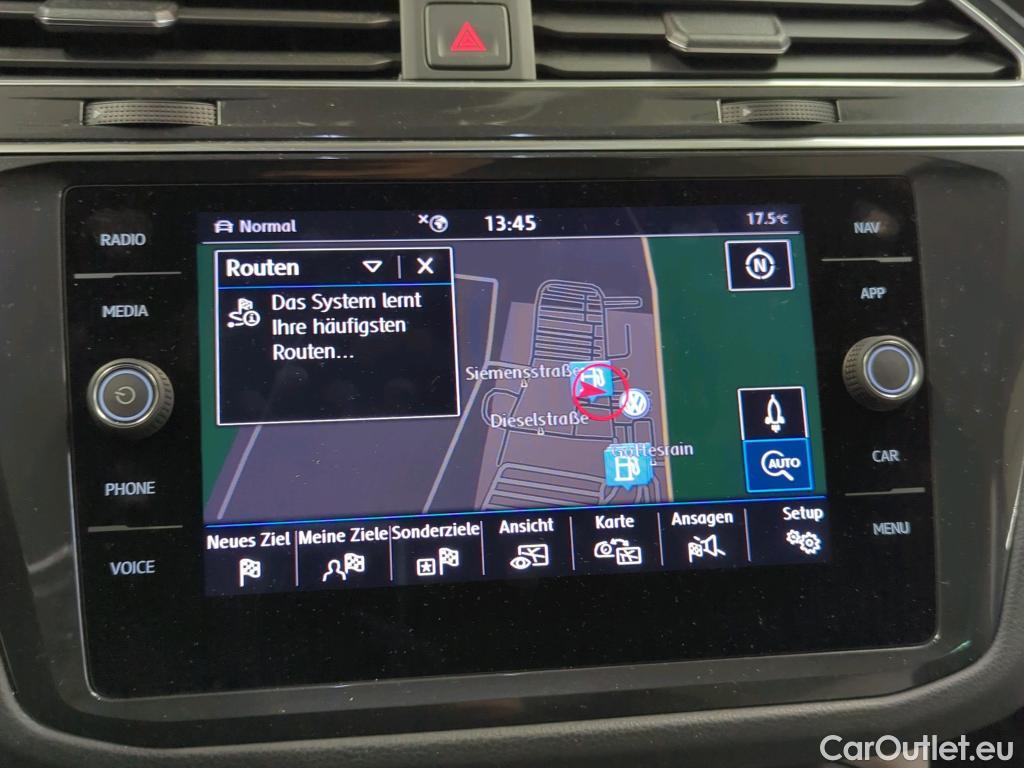 RADIO
MEDIA
PHONE
VOICE
Normal
13:45
17.5°C
Routen
Das System lernt
Ihre häufigsten
Routen...
N
Siemensstraße
Dieselstraße
Gottesrain
AUTO
Neues Ziel
Meine Ziele
Sonderziele
Ansicht
Karte
Ansagen
Setup
NAV
APP
CAR
MENU
CarOutlet.eu